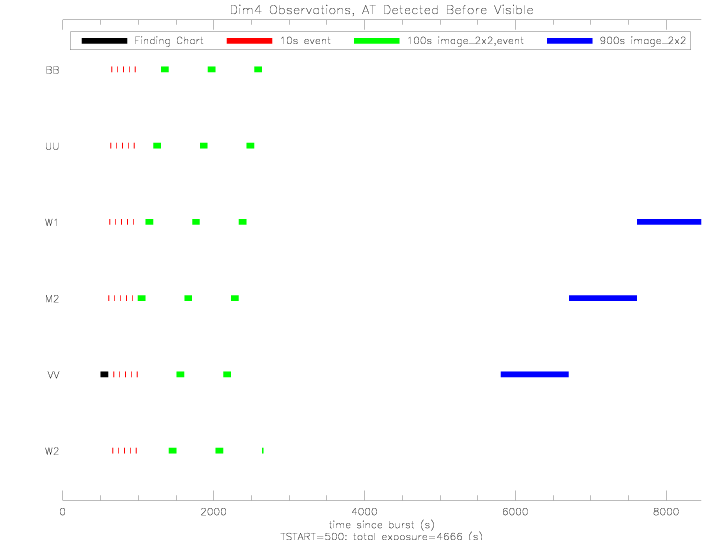 Dim4 Observations, AT Detected Before Visible
Finding Chart 10s event 100s image_2x2,event 900s image_2x2
BB
UU
W1
M2
VV
W2
0 2000 4000 6000 8000
time since burst (s)
TSTART=500; total exposure=4666 (s)